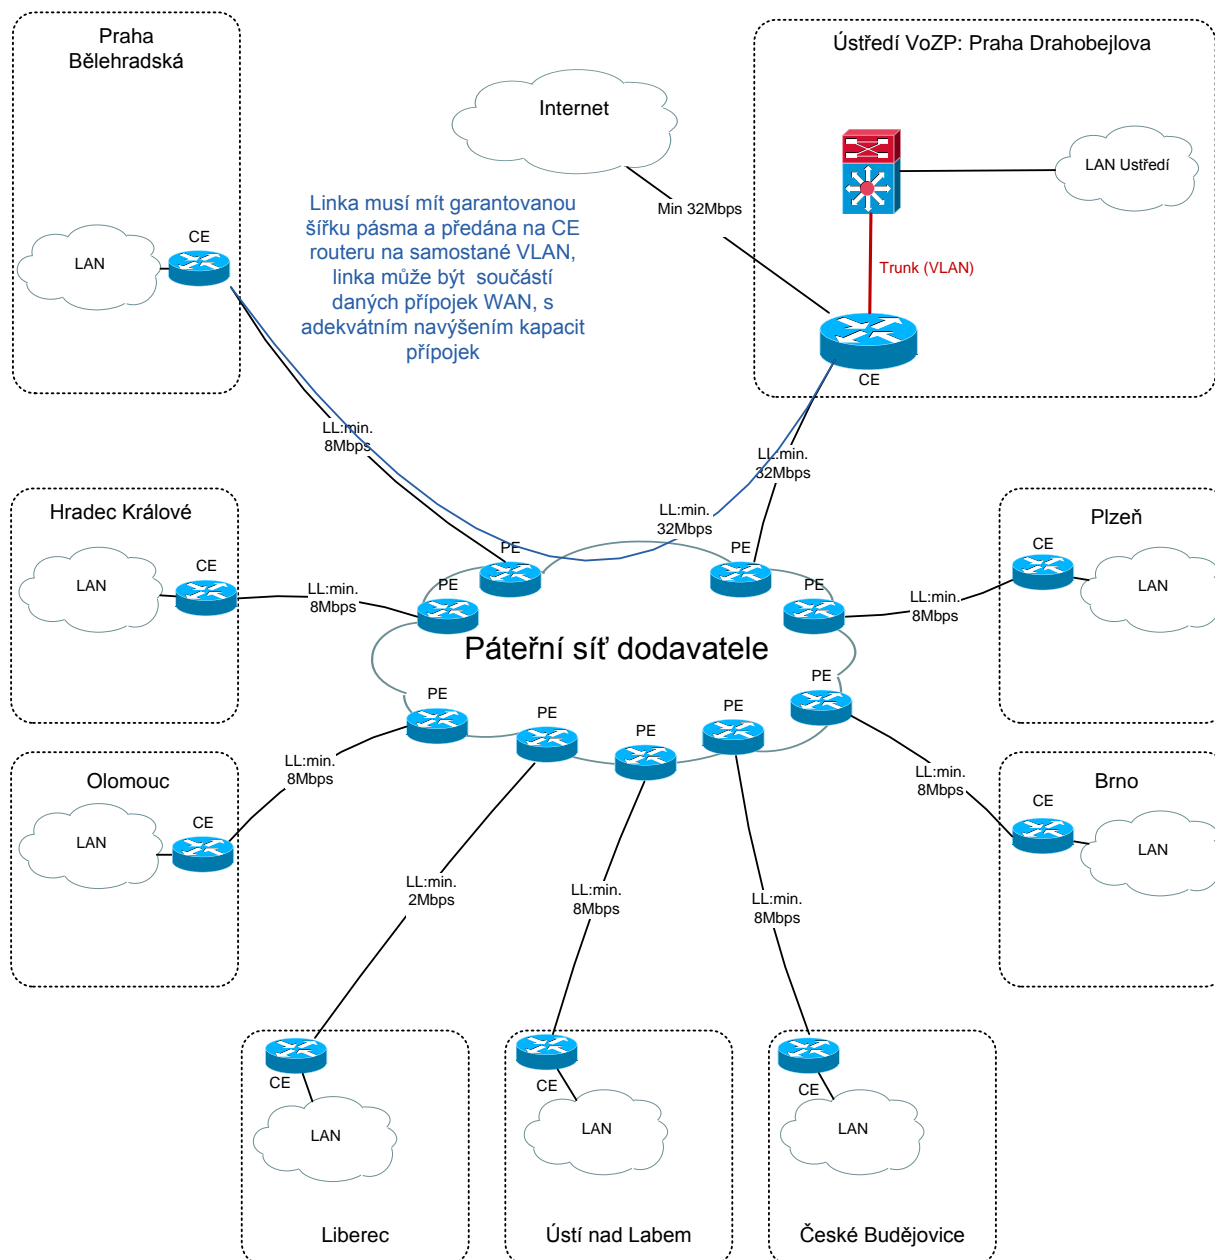 Praha
Bělehradská
LAN
CE
Internet
Ústředí VoZP: Praha Drahobejlova
LAN Ustředí
Min 32Mbps
Trunk (VLAN)
CE
Linka musí mít garantovanou
šířku pásma a předána na CE
routeru na samostané VLAN,
linka může být součástí
daných přípojek WAN, s
adekvátním navýšením kapacit
přípojek
LL:min.
8Mbps
LL:min.
32Mbps
LL:min.
32Mbps
Hradec Králové
LAN
CE
LL:min.
8Mbps
PE
PE
PE
PE
Plzeň
CE
LAN
LL:min.
8Mbps
Páteřní síť dodavatele
PE
PE
PE
PE
PE
Olomouc
LAN
CE
LL:min.
8Mbps
Brno
CE
LAN
LL:min.
8Mbps
LL:min.
2Mbps
LL:min.
8Mbps
LL:min.
8Mbps
CE
LAN
Liberec
CE
LAN
Ústí nad Labem
CE
LAN
České Budějovice